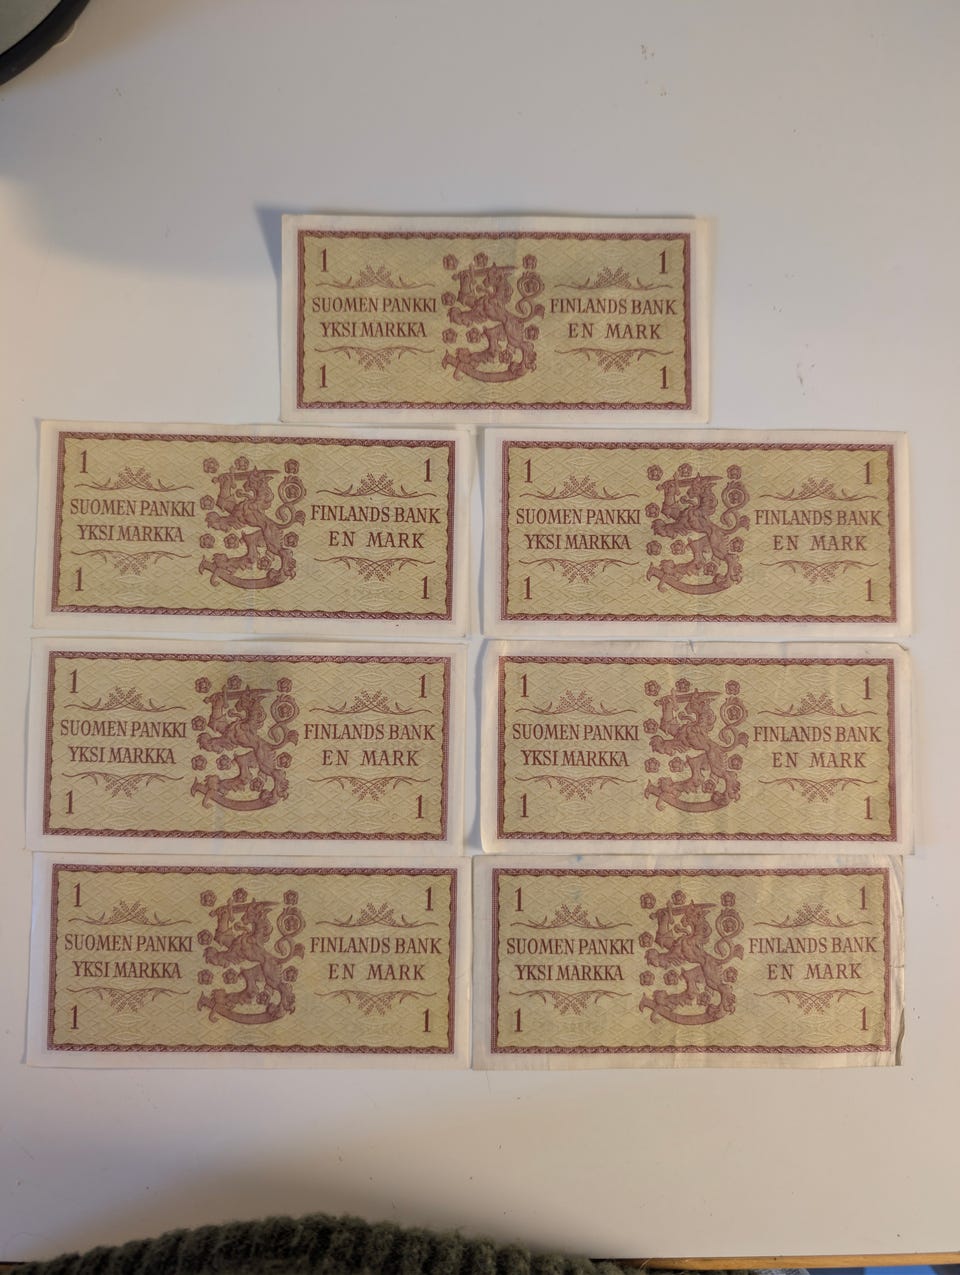 1 1
SUOMEN PANKKI FINLANDS BANK
YKSI MARKKA EN MARK
1 1
1 1
SUOMEN PANKKI FINLANDS BANK
YKSI MARKKA EN MARK
1 1
1 1
SUOMEN PANKKI FINLANDS BANK
YKSI MARKKA EN MARK
1 1
1 1
SUOMEN PANKKI FINLANDS BANK
YKSI MARKKA EN MARK
1 1
1 1
SUOMEN PANKKI FINLANDS BANK
YKSI MARKKA EN MARK
1 1
1 1
SUOMEN PANKKI FINLANDS BANK
YKSI MARKKA EN MARK
1 1
1 1
SUOMEN PANKKI FINLANDS BANK
YKSI MARKKA EN MARK
1 1